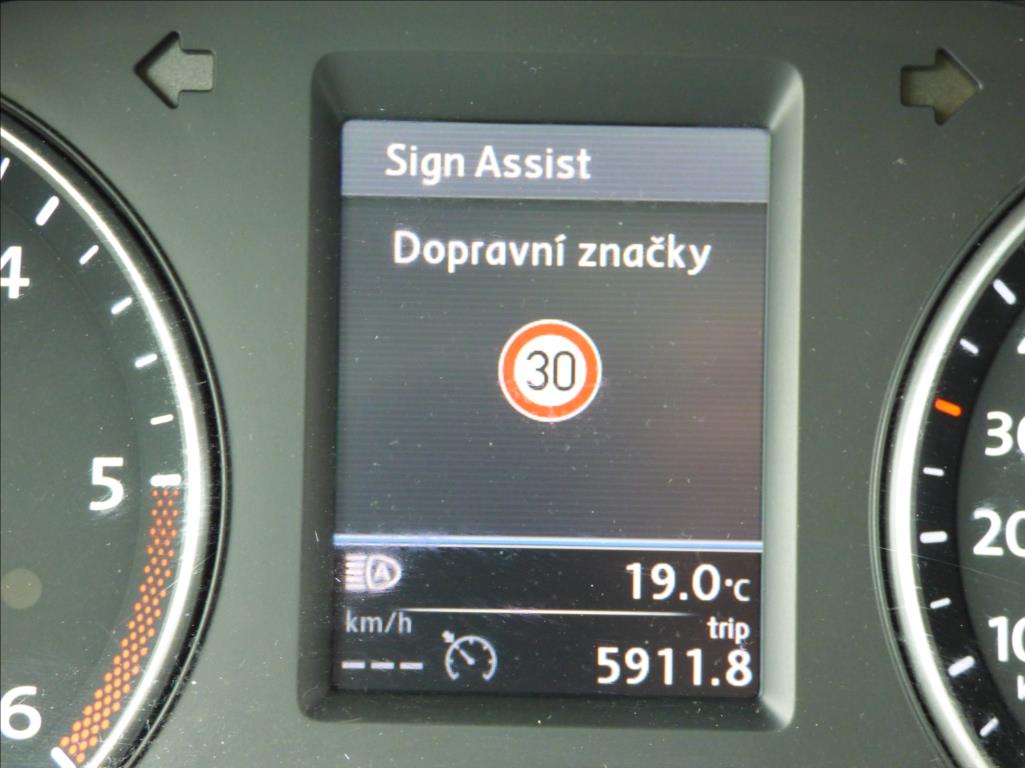 Sign Assist
Dopravní značky
30
4
5
6
30
20
10
A
19.0°C
km/h
trip
--- 5911.8